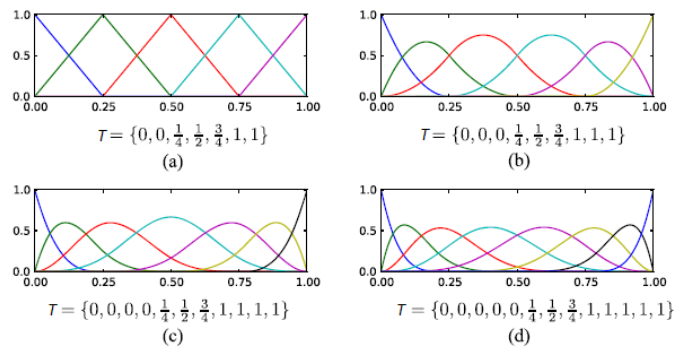 1.0
0.5
0.0
0.00 0.25 0.50 0.75 1.00
T = {0, 0, 1/4, 1/2, 3/4, 1, 1}
(a)
1.0
0.5
0.0
0.00 0.25 0.50 0.75 1.00
T = {0, 0, 0, 1/4, 1/2, 3/4, 1, 1, 1}
(b)
1.0
0.5
0.0
0.00 0.25 0.50 0.75 1.00
T = {0, 0, 0, 0, 1/4, 1/2, 3/4, 1, 1, 1, 1}
(c)
1.0
0.5
0.0
0.00 0.25 0.50 0.75 1.00
T = {0, 0, 0, 0, 0, 1/4, 1/2, 3/4, 1, 1, 1, 1, 1}
(d)